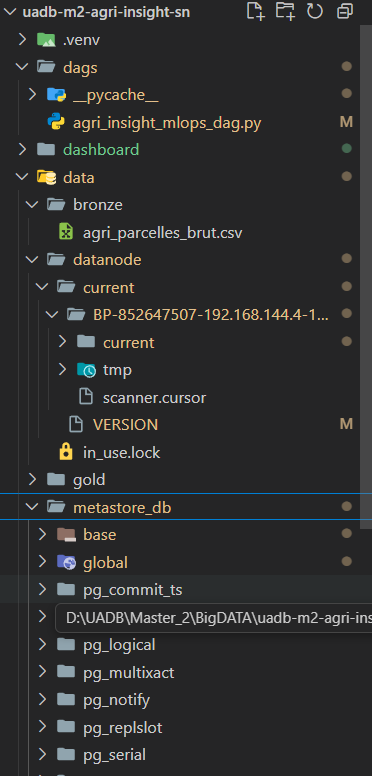 uadb-m2-agri-insight-sn
.venv
dags
__pycache__
agri_insight_mlops_dag.py M
dashboard
data
bronze
agri_parcelles_brut.csv
datanode
current
BP-852647507-192.168.144.4-1...
current
tmp
scanner.cursor
VERSION M
in_use.lock
gold
metastore_db
base
global
pg_commit_ts
D:\UADB\Master_2\BigDATA\uadb-m2-agri-ins
pg_logical
pg_multixact
pg_notify
pg_replslot
pg_serial